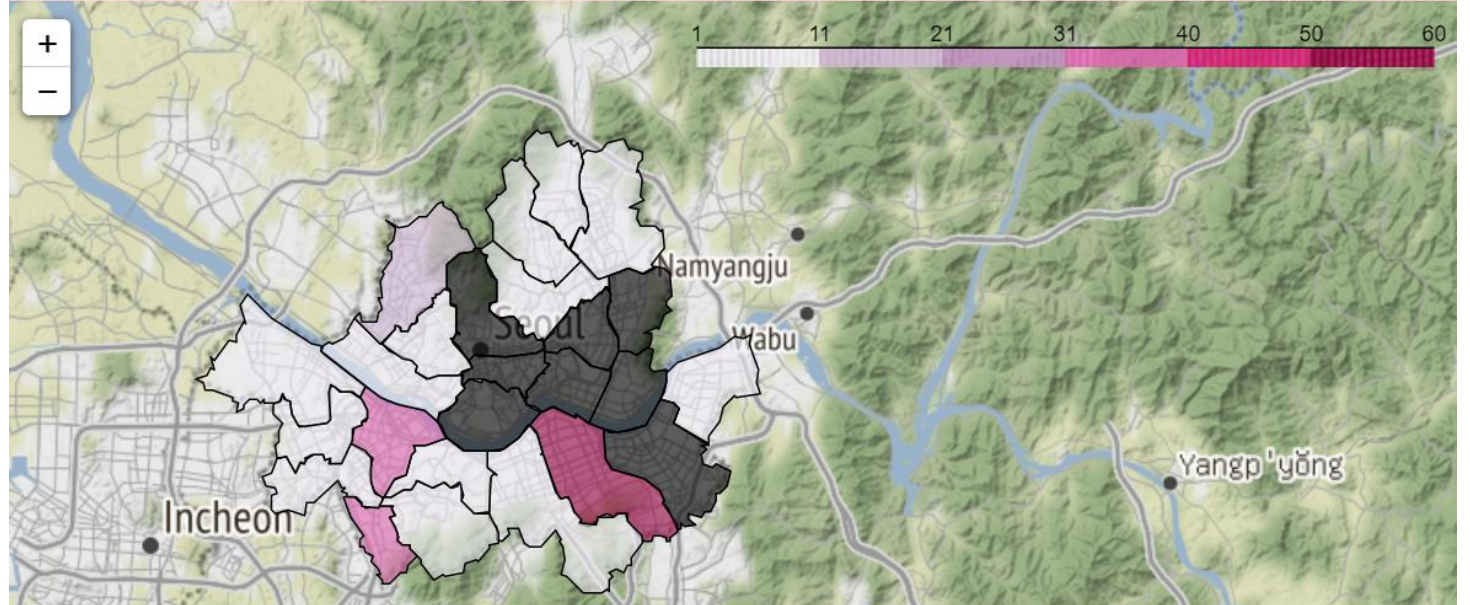 +
−
1 11 21 31 40 50 60
Namyangju
Seoul
Wabu
Yangp'yŏng
Incheon